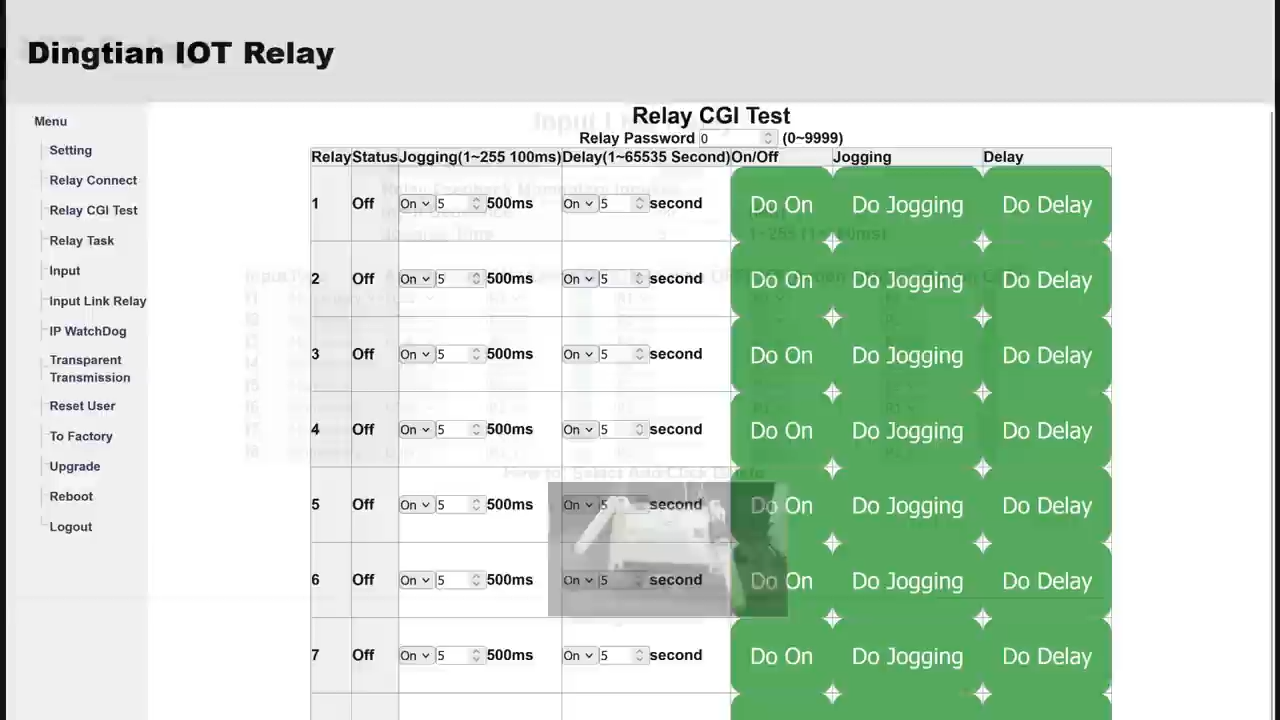 Dingtian IOT Relay
Menu
Setting
Relay Connect
Relay CGI Test
Relay Task
Input
Input Link Relay
IP WatchDog
Transparent
Transmission
Reset User
To Factory
Upgrade
Reboot
Logout
Relay CGI Test
Relay Password 0 (0~9999)
Relay Status Jogging(1~255 100ms) Delay(1~65535 Second) On/Off Jogging Delay
1 Off On 5 500ms On 5 second Do On Do Jogging Do Delay
2 Off On 5 500ms On 5 second Do On Do Jogging Do Delay
3 Off On 5 500ms On 5 second Do On Do Jogging Do Delay
4 Off On 5 500ms On 5 second Do On Do Jogging Do Delay
5 Off On 5 500ms On 5 second Do On Do Jogging Do Delay
6 Off On 5 500ms On 5 second Do On Do Jogging Do Delay
7 Off On 5 500ms On 5 second Do On Do Jogging Do Delay